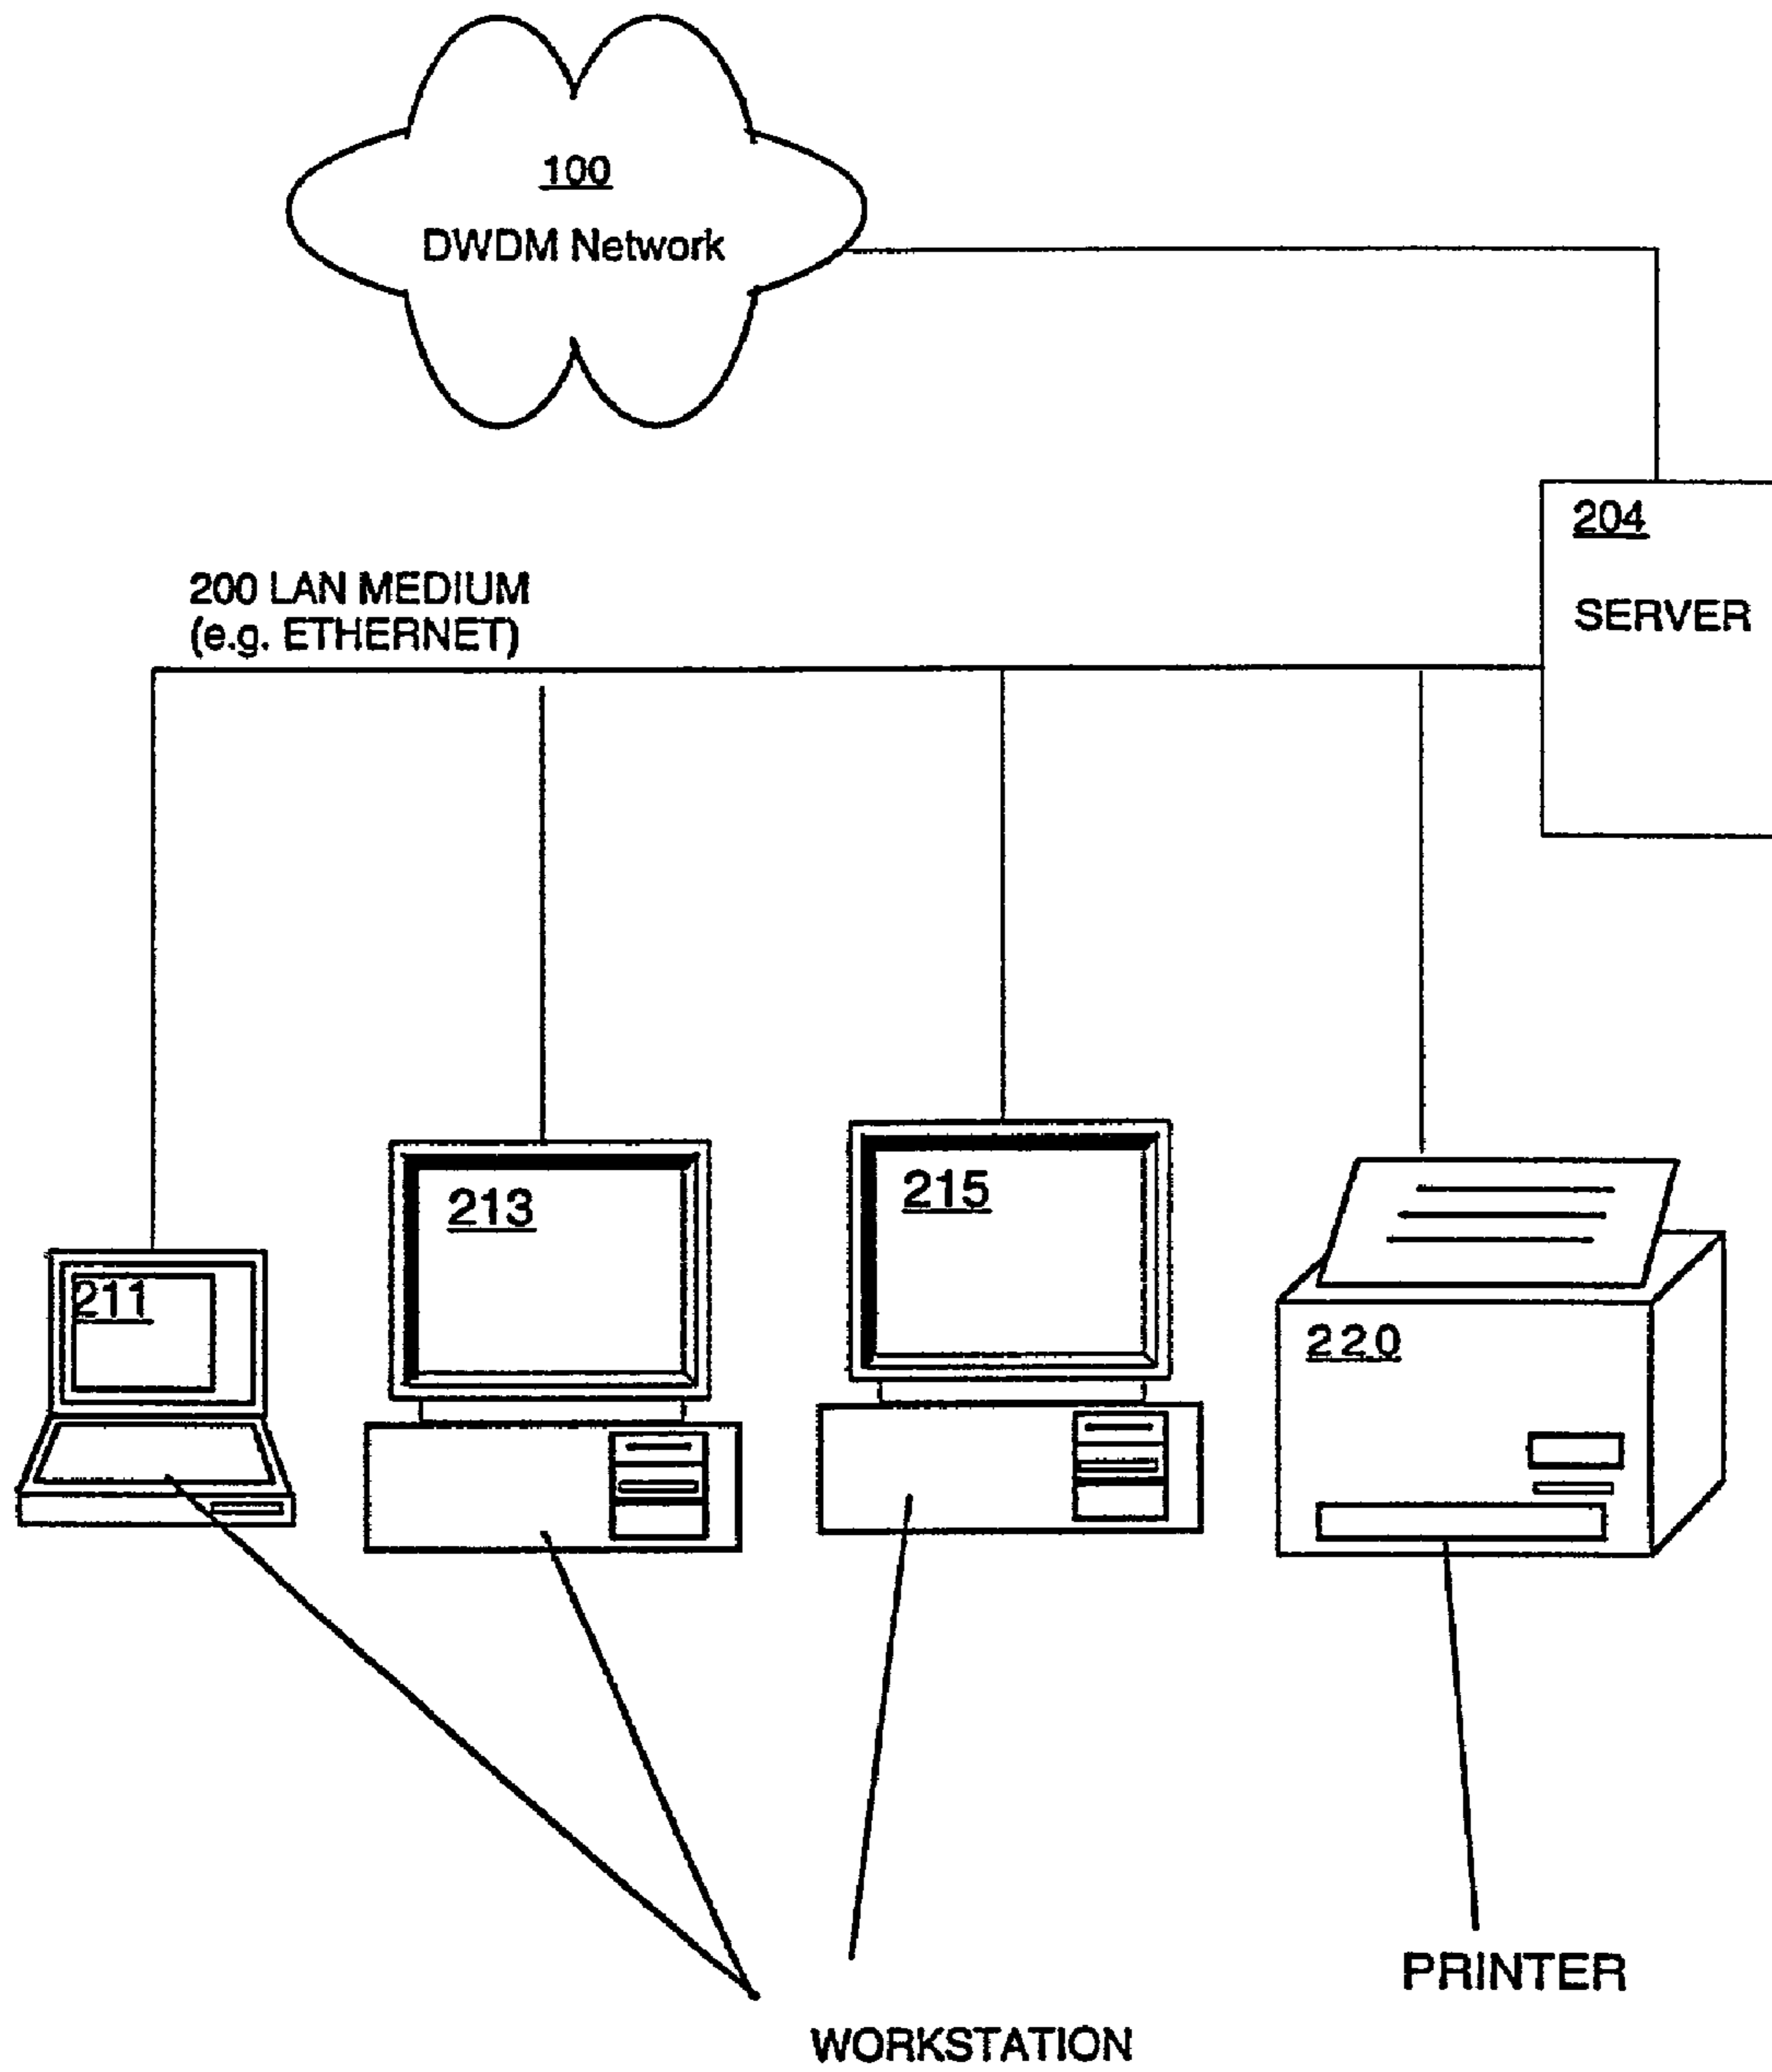 100
DWDM Network
204
SERVER
200 LAN MEDIUM
(e.g. ETHERNET)
211
213
215
220
PRINTER
WORKSTATION